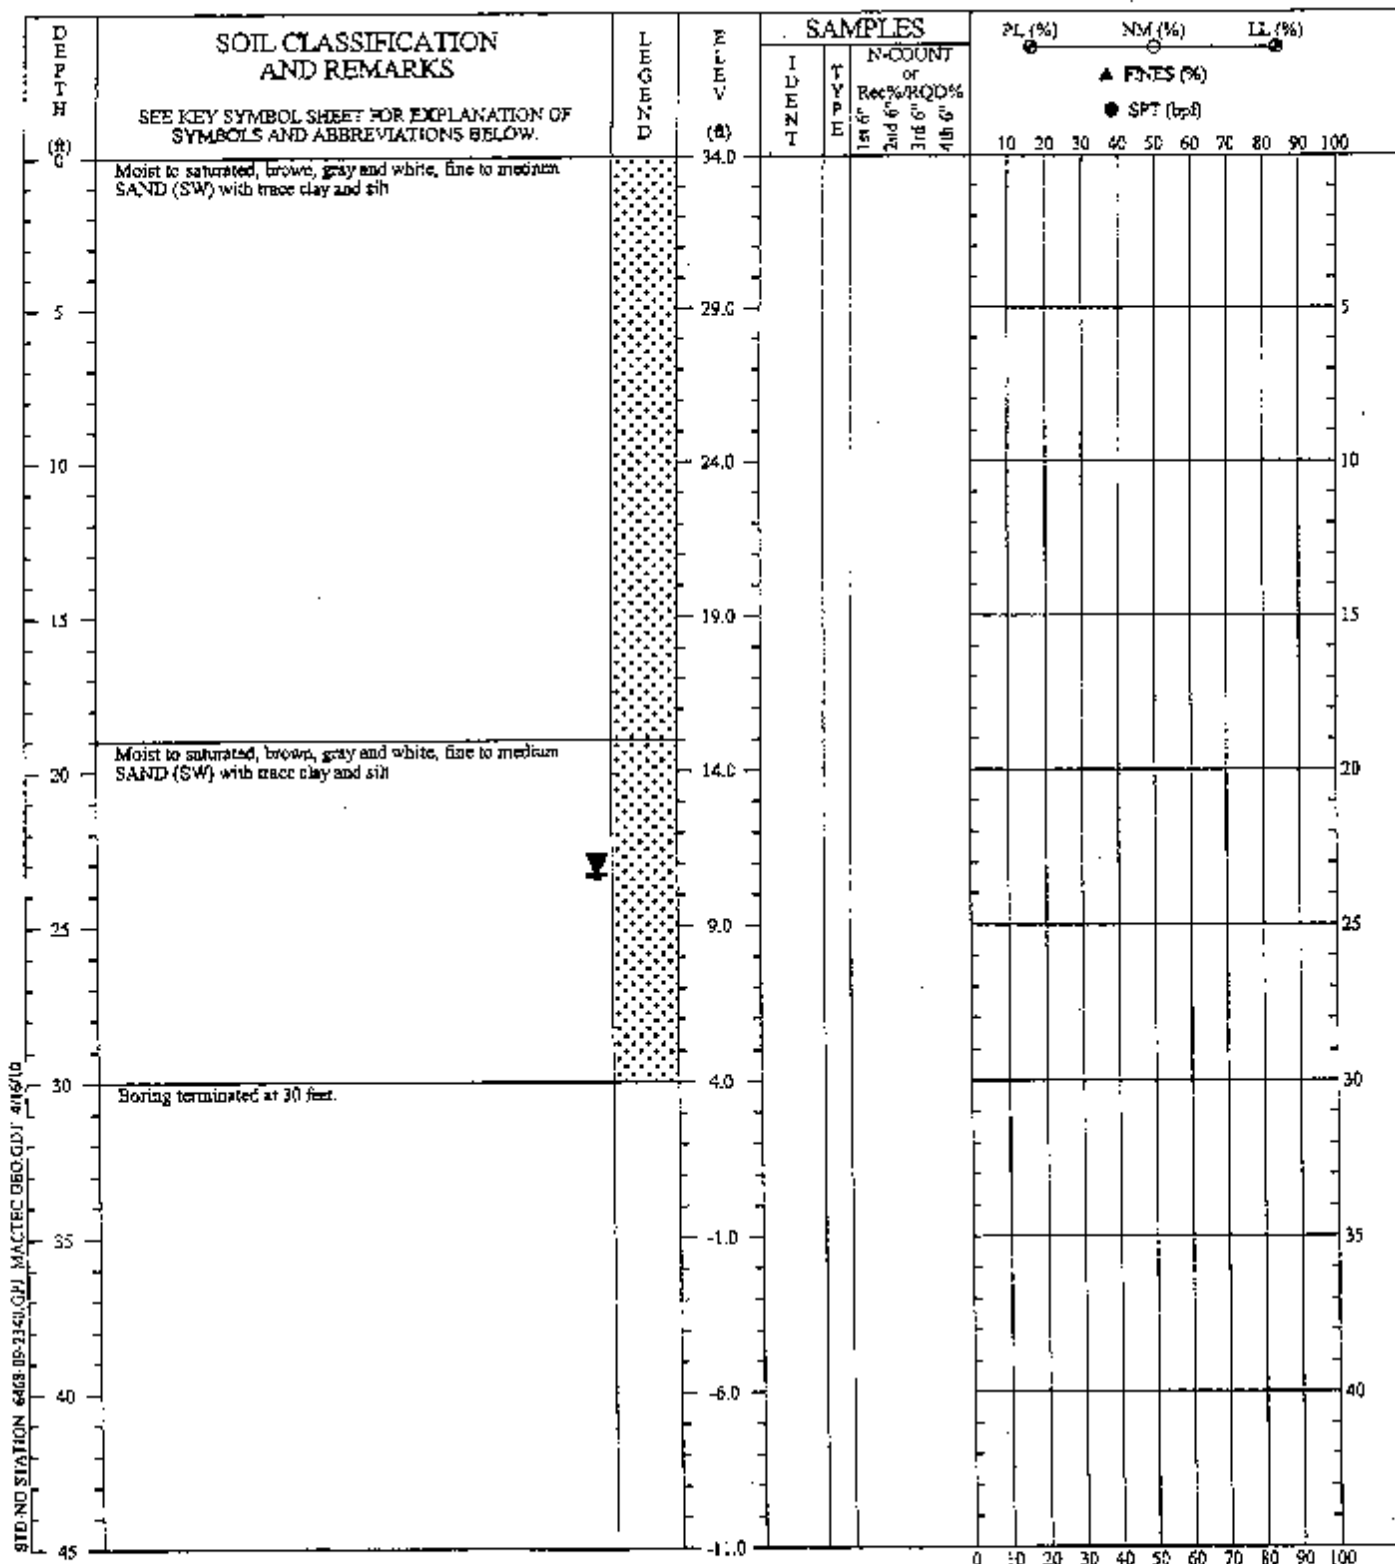 DEPTH
(ft)
SOIL CLASSIFICATION
AND REMARKS
SEE KEY SYMBOL SHEET FOR EXPLANATION OF
SYMBOLS AND ABBREVIATIONS BELOW.
LEGEND
ELEV
(ft)
SAMPLES
IDENT
TYPE
N-COUNT
or
Rec%/RQD%
1st 6"
2nd 6"
3rd 6"
4th 6"
PL (%) NM (%) LL (%)
▲ FINES (%)
● SPT (bpf)
10 20 30 40 50 60 70 80 90 100
0 34.0
Moist to saturated, brown, gray and white, fine to medium
SAND (SW) with trace clay and silt
5 29.0 5
10 24.0 10
15 19.0 15
Moist to saturated, brown, gray and white, fine to medium
SAND (SW) with trace clay and silt
20 14.0 20
25 9.0 25
30 4.0 30
Boring terminated at 30 feet.
35 -1.0 35
40 -6.0 40
45 -11.0
0 10 20 30 40 50 60 70 80 90 100